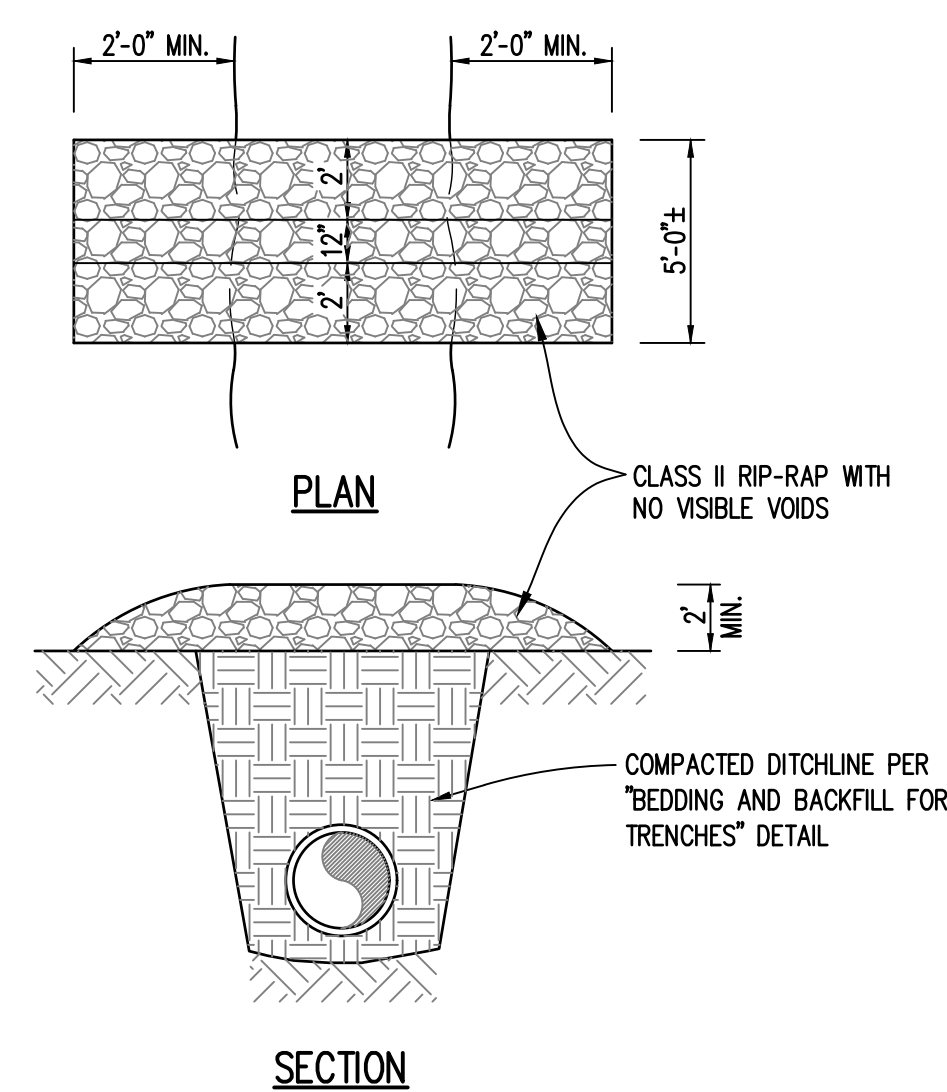 2'-0" MIN.
2'-0" MIN.
2'
12"
2'
5'-0"±
PLAN
CLASS II RIP-RAP WITH
NO VISIBLE VOIDS
2'
MIN.
COMPACTED DITCHLINE PER
"BEDDING AND BACKFILL FOR
TRENCHES" DETAIL
SECTION